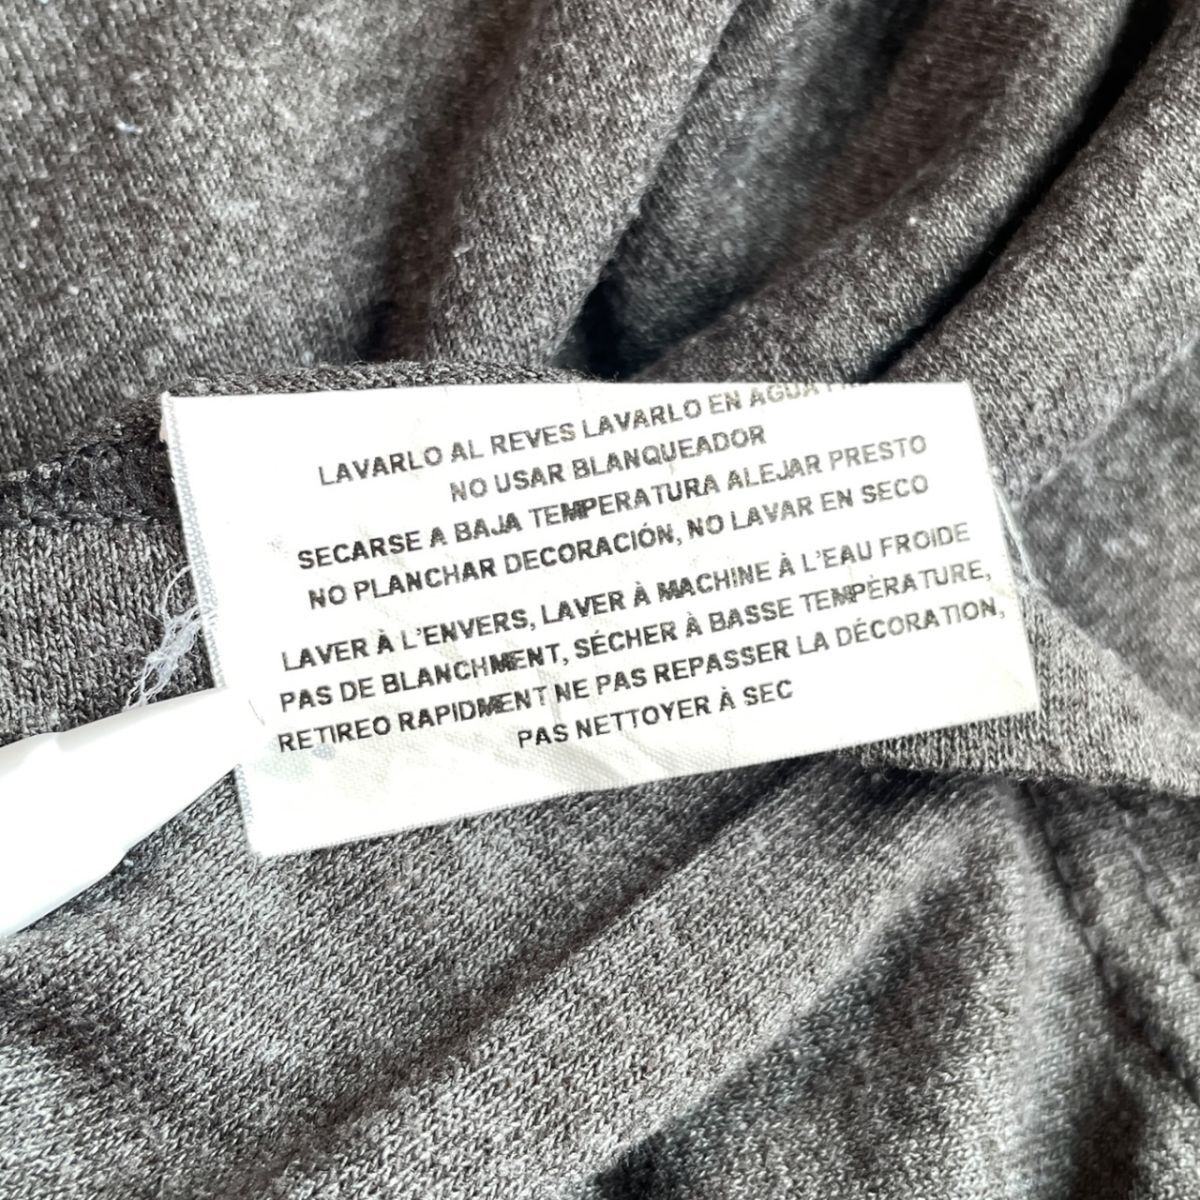 LAVARLO AL REVES LAVARLO EN AGUA
NO USAR BLANQUEADOR
SECARSE A BAJA TEMPERATURA ALEJAR PRESTO
NO PLANCHAR DECORACIÓN, NO LAVAR EN SECO
LAVER À L'ENVERS, LAVER À MACHINE À L'EAU FROIDE
PAS DE BLANCHMENT, SÉCHER À BASSE TEMPÉRATURE,
RETIREO RAPIDMENT NE PAS REPASSER LA DÉCORATION,
PAS NETTOYER À SEC